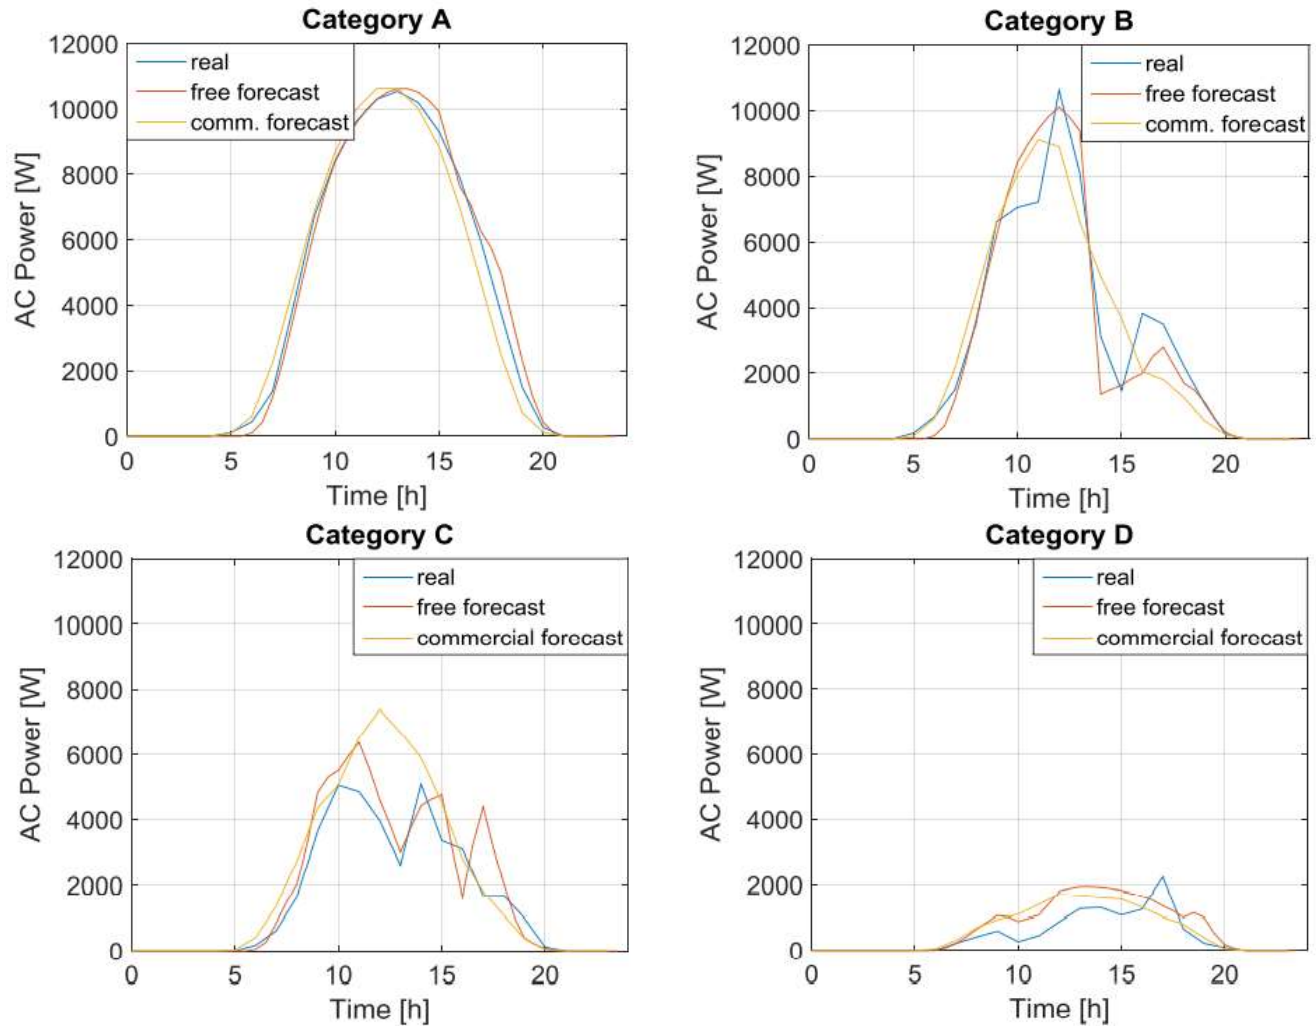 Category A
12000
10000
8000
6000
4000
2000
0
AC Power [W]
real
free forecast
comm. forecast
0 5 10 15 20
Time [h]
Category B
12000
10000
8000
6000
4000
2000
0
AC Power [W]
real
free forecast
comm. forecast
0 5 10 15 20
Time [h]
Category C
12000
10000
8000
6000
4000
2000
0
AC Power [W]
real
free forecast
commercial forecast
0 5 10 15 20
Time [h]
Category D
12000
10000
8000
6000
4000
2000
0
AC Power [W]
real
free forecast
commercial forecast
0 5 10 15 20
Time [h]